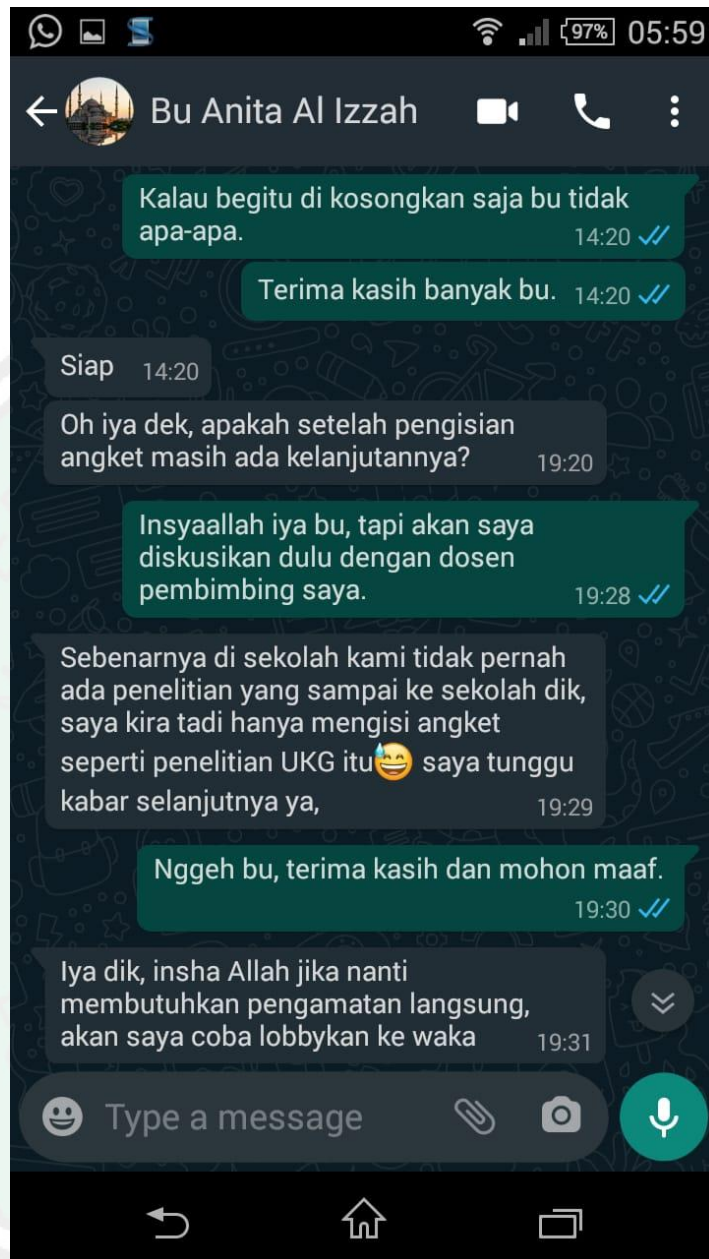 97% 05:59
Bu Anita Al Izzah
Kalau begitu di kosongkan saja bu tidak
apa-apa.
14:20
Terima kasih banyak bu. 14:20
Siap 14:20
Oh iya dek, apakah setelah pengisian
angket masih ada kelanjutannya? 19:20
Insyaallah iya bu, tapi akan saya
diskusikan dulu dengan dosen
pembimbing saya. 19:28
Sebenarnya di sekolah kami tidak pernah
ada penelitian yang sampai ke sekolah dik,
saya kira tadi hanya mengisi angket
seperti penelitian UKG itu😅 saya tunggu
kabar selanjutnya ya, 19:29
Nggeh bu, terima kasih dan mohon maaf.
19:30
Iya dik, insha Allah jika nanti
membutuhkan pengamatan langsung,
akan saya coba lobbykan ke waka 19:31
Type a message